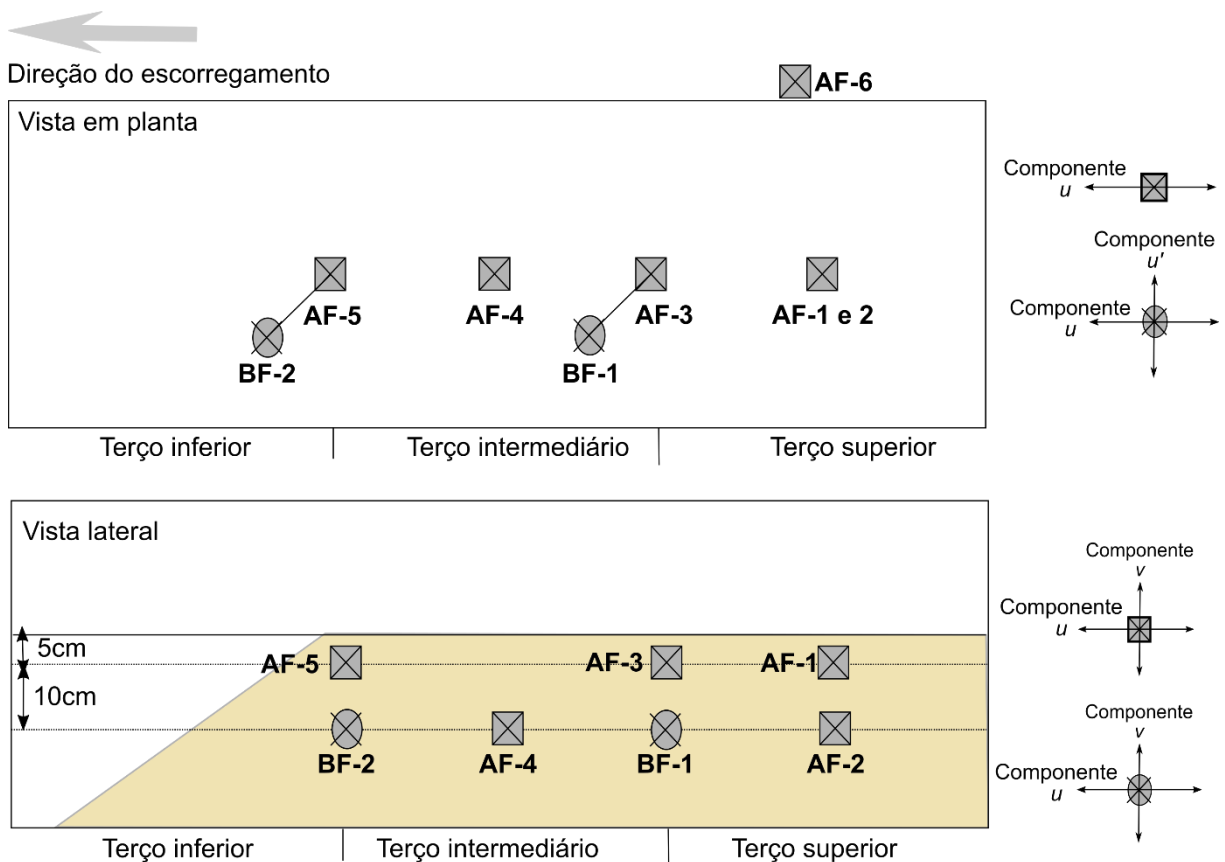 Direção do escorregamento
AF-6
Vista em planta
Componente
u
Componente
u'
Componente
u
AF-5
AF-4
AF-3
AF-1 e 2
BF-2
BF-1
Terço inferior
Terço intermediário
Terço superior
Vista lateral
Componente
v
Componente
u
5cm
AF-5
AF-3
AF-1
10cm
BF-2
AF-4
BF-1
AF-2
Componente
v
Componente
u
Terço inferior
Terço intermediário
Terço superior